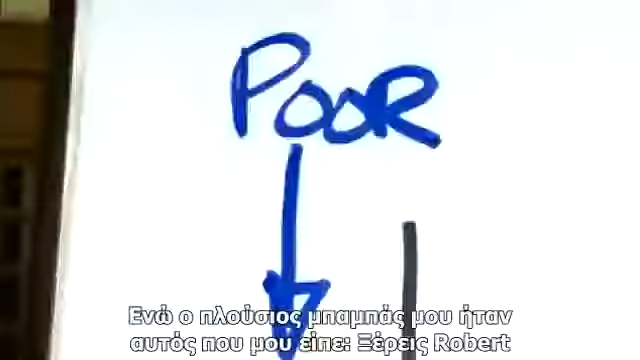 POOR
Ενώ ο πλούσιος μπαμπάς μου ήταν
αυτός που μου είπε: Ξέρεις Robert